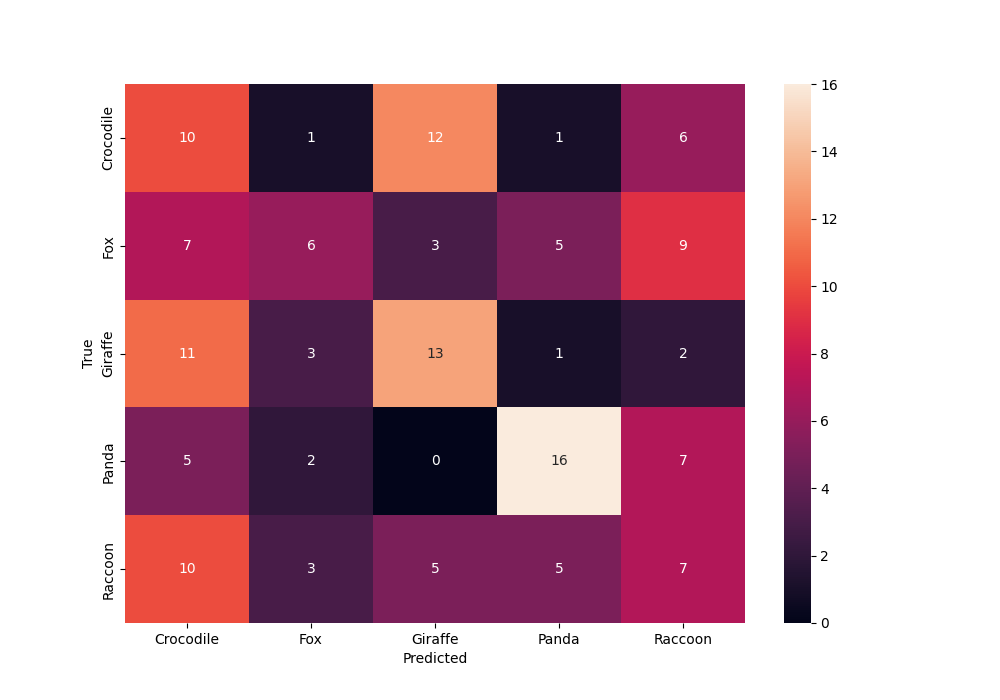 Crocodile 10 1 12 1 6
Fox 7 6 3 5 9
Giraffe 11 3 13 1 2
Panda 5 2 0 16 7
Raccoon 10 3 5 5 7
True
Crocodile Fox Giraffe Panda Raccoon
Predicted
16
14
12
10
8
6
4
2
0